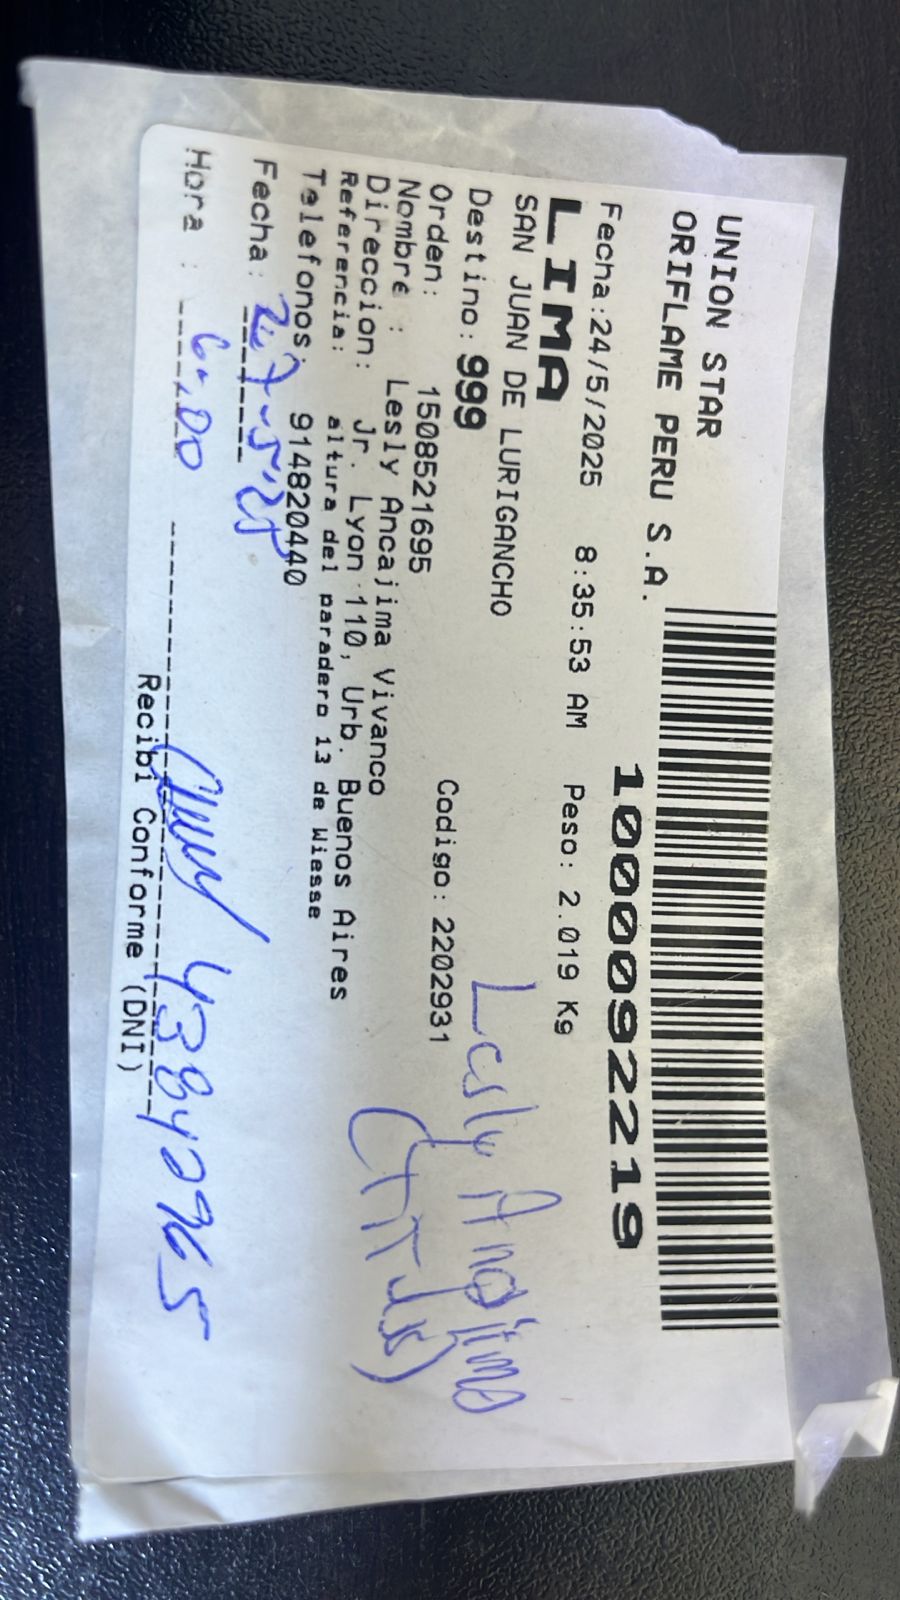 UNION STAR
ORIFLAME PERU S.A.
10000922219
Fecha:24/5/2025 8:35:53 AM Peso: 2.019 Kg
LIMA
SAN JUAN DE LURIGANCHO
Destino: 999
Orden: 1508521695 Codigo: 2202931
Nombre : Lesly Ancajima Vivanco
Direccion: Jr. Lyon 110, Urb. Buenos Aires
Referencia: altura del paradero 13 de Wiesse
Telefonos: 914820440
Fecha: 27-5-25
Hora : 6:00
Recibi Conforme (DNI)
Lesly